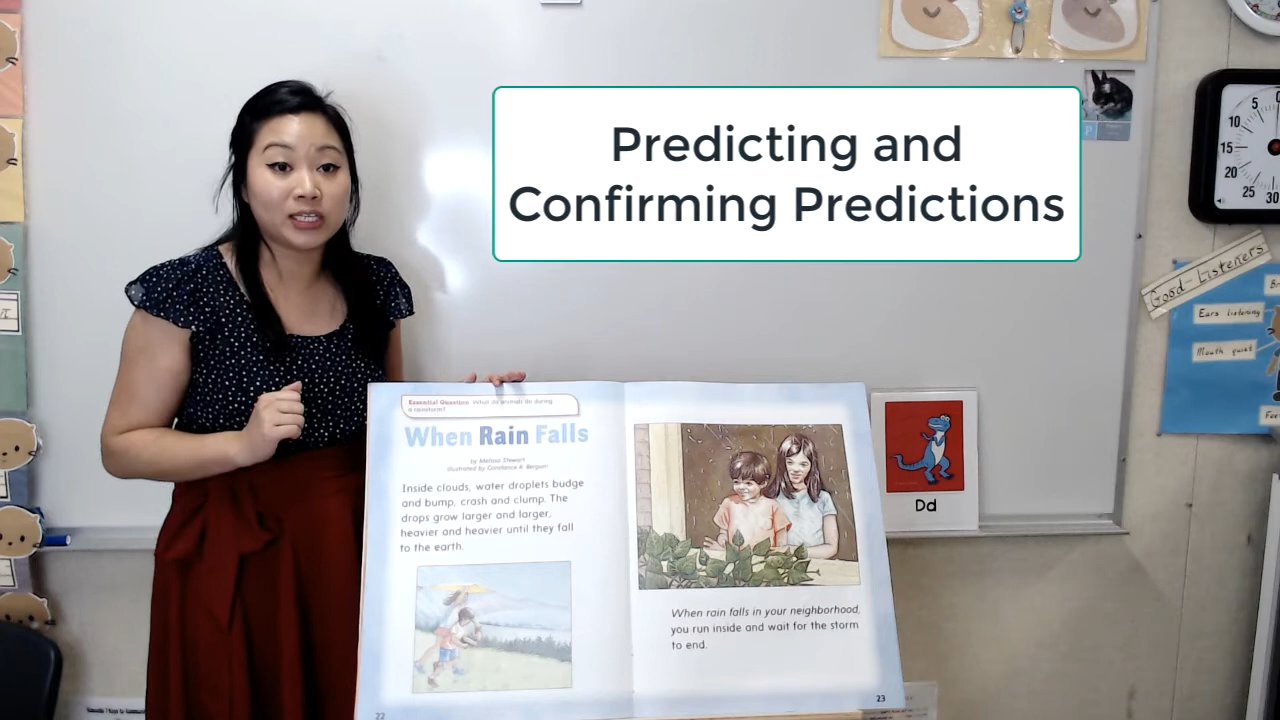 Predicting and
Confirming Predictions
5
0
10
15
20
25
30
Good-Listeners
Ears listening
Mouth quiet
Essential Question What do animals do during
a rainstorm?
When Rain Falls
by Melissa Stewart
illustrated by Constance R. Bergum
Inside clouds, water droplets budge
and bump, crash and clump. The
drops grow larger and larger,
heavier and heavier until they fall
to the earth.
When rain falls in your neighborhood,
you run inside and wait for the storm
to end.
22
23
Dd